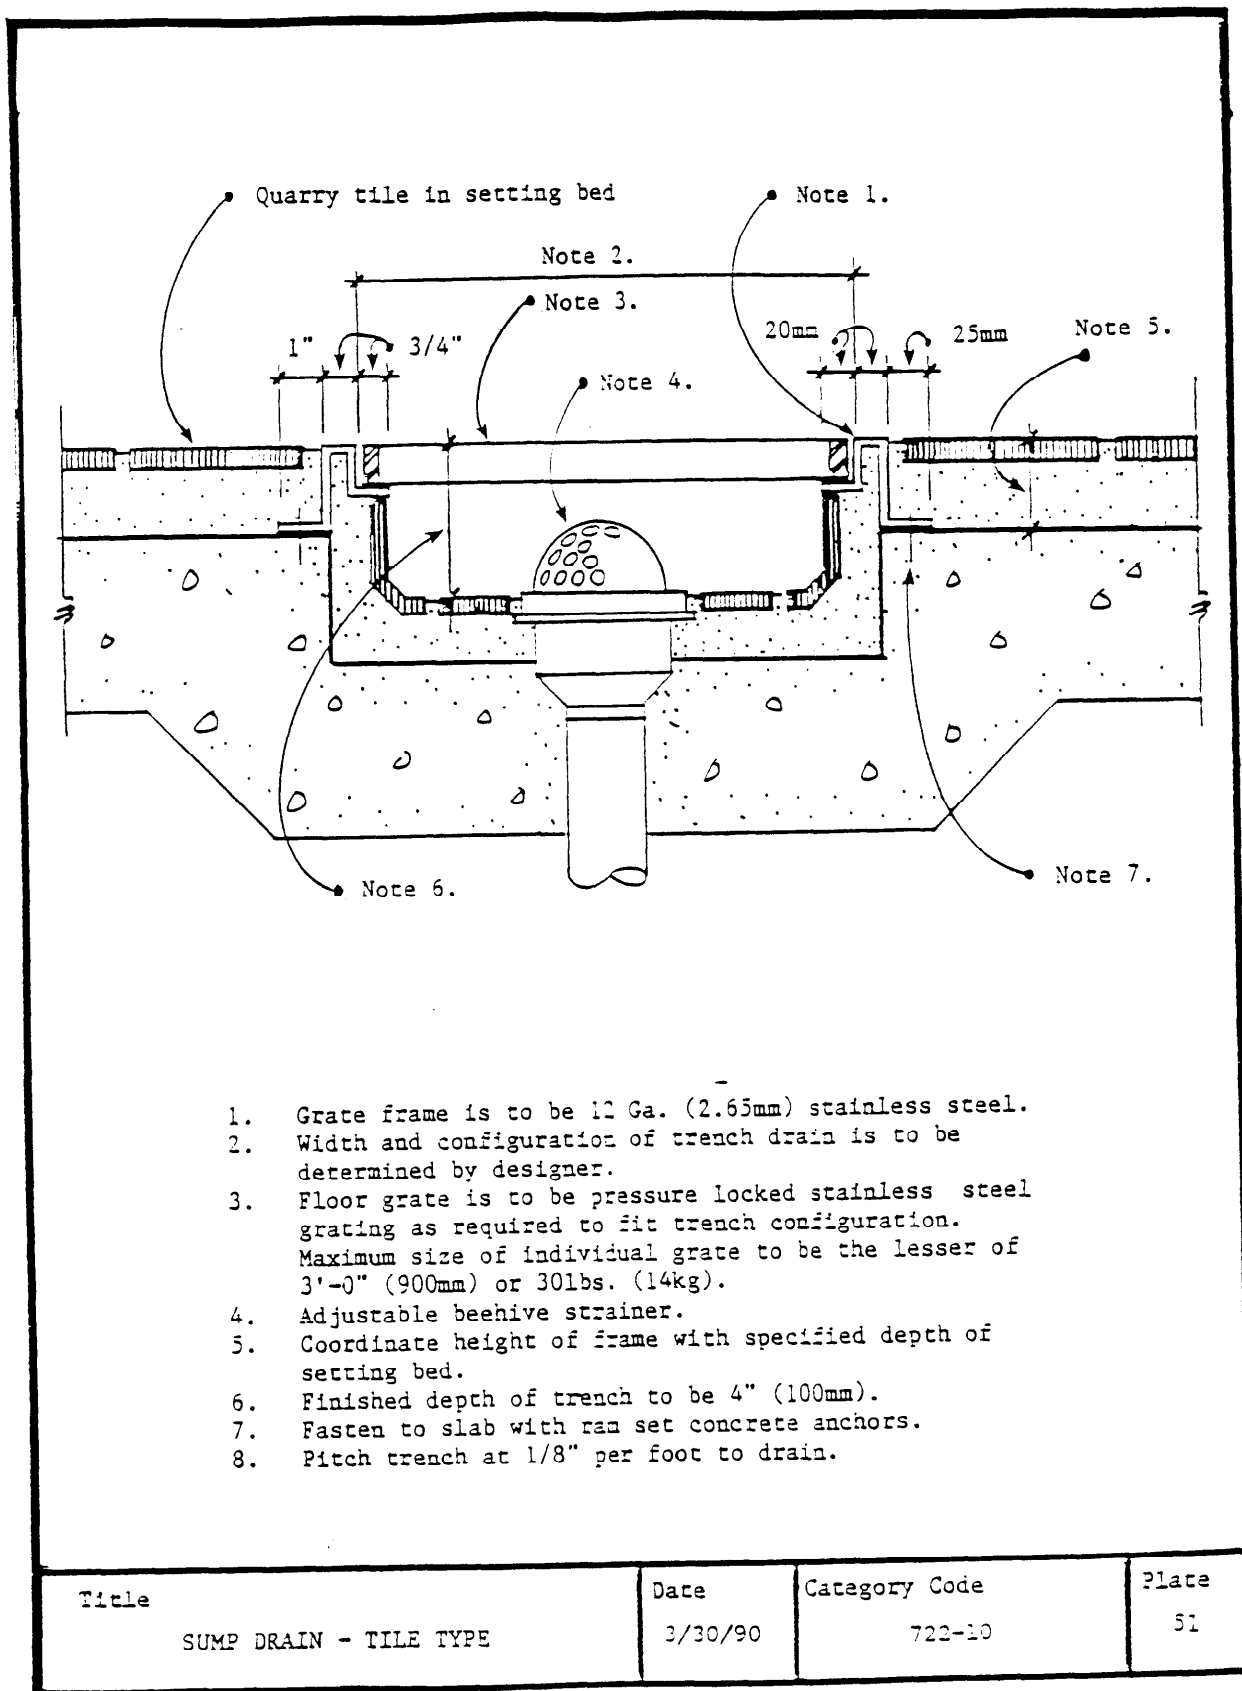 Quarry tile in setting bed
Note 1.
Note 2.
Note 3.
1"
3/4"
20mm
25mm
Note 5.
Note 4.
Note 6.
Note 7.
1. Grate frame is to be 12 Ga. (2.65mm) stainless steel.
2. Width and configuration of trench drain is to be
determined by designer.
3. Floor grate is to be pressure locked stainless steel
grating as required to fit trench configuration.
Maximum size of individual grate to be the lesser of
3'-0" (900mm) or 30lbs. (14kg).
4. Adjustable beehive strainer.
5. Coordinate height of frame with specified depth of
setting bed.
6. Finished depth of trench to be 4" (100mm).
7. Fasten to slab with ram set concrete anchors.
8. Pitch trench at 1/8" per foot to drain.
Title
SUMP DRAIN - TILE TYPE
Date
3/30/90
Category Code
722-10
Plate
51